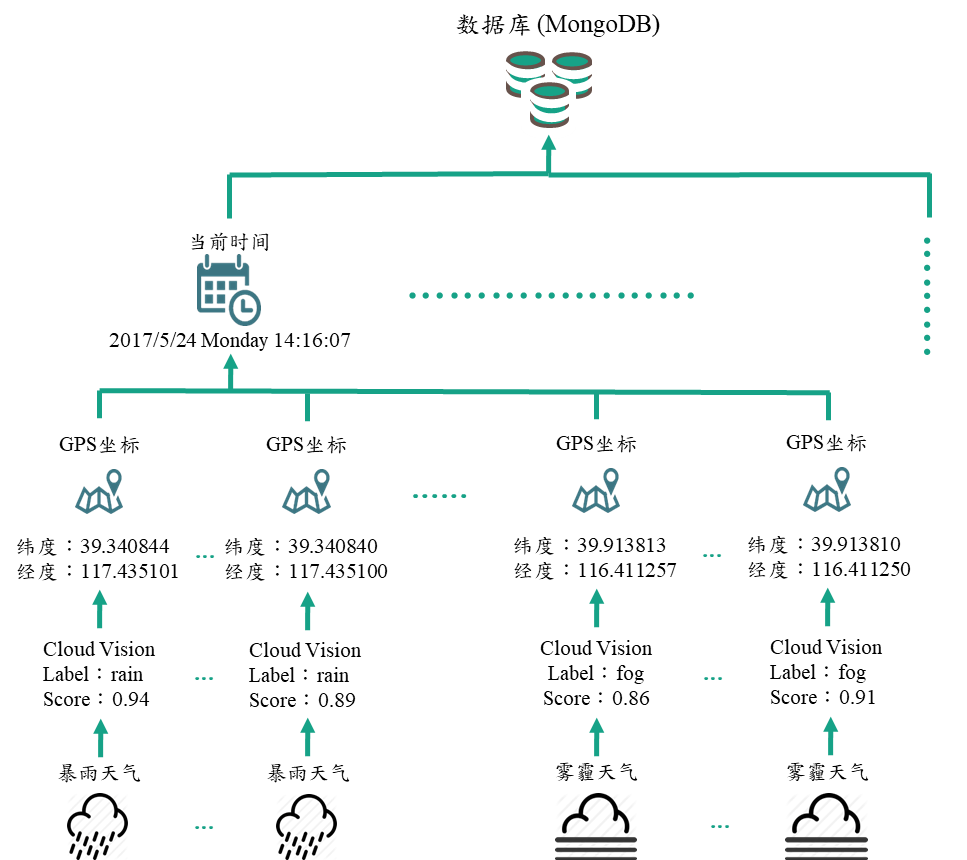 数据库 (MongoDB)
当前时间
2017/5/24 Monday 14:16:07
GPS坐标
GPS坐标
GPS坐标
GPS坐标
纬度：39.340844
经度：117.435101
纬度：39.340840
经度：117.435100
纬度：39.913813
经度：116.411257
纬度：39.913810
经度：116.411250
Cloud Vision
Label：rain
Score：0.94
Cloud Vision
Label：rain
Score：0.89
Cloud Vision
Label：fog
Score：0.86
Cloud Vision
Label：fog
Score：0.91
暴雨天气
暴雨天气
雾霾天气
雾霾天气